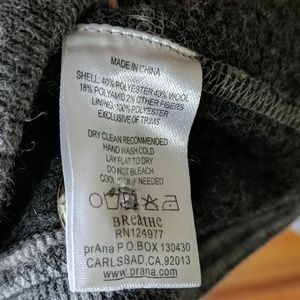 MADE IN CHINA
SHELL: 40% POLYESTER 40% WOOL
18% POLYAMID 2% OTHER FIBERS
LINING: 100% POLYESTER
EXCLUSIVE OF TRIMS
DRY CLEAN RECOMMENDED
HAND WASH COLD
LAY FLAT TO DRY
DO NOT BLEACH
COOL IRON IF NEEDED
BReatHe
RN124977
prAna P.O.BOX 130430
CARLSBAD, CA, 92013
www.prana.com